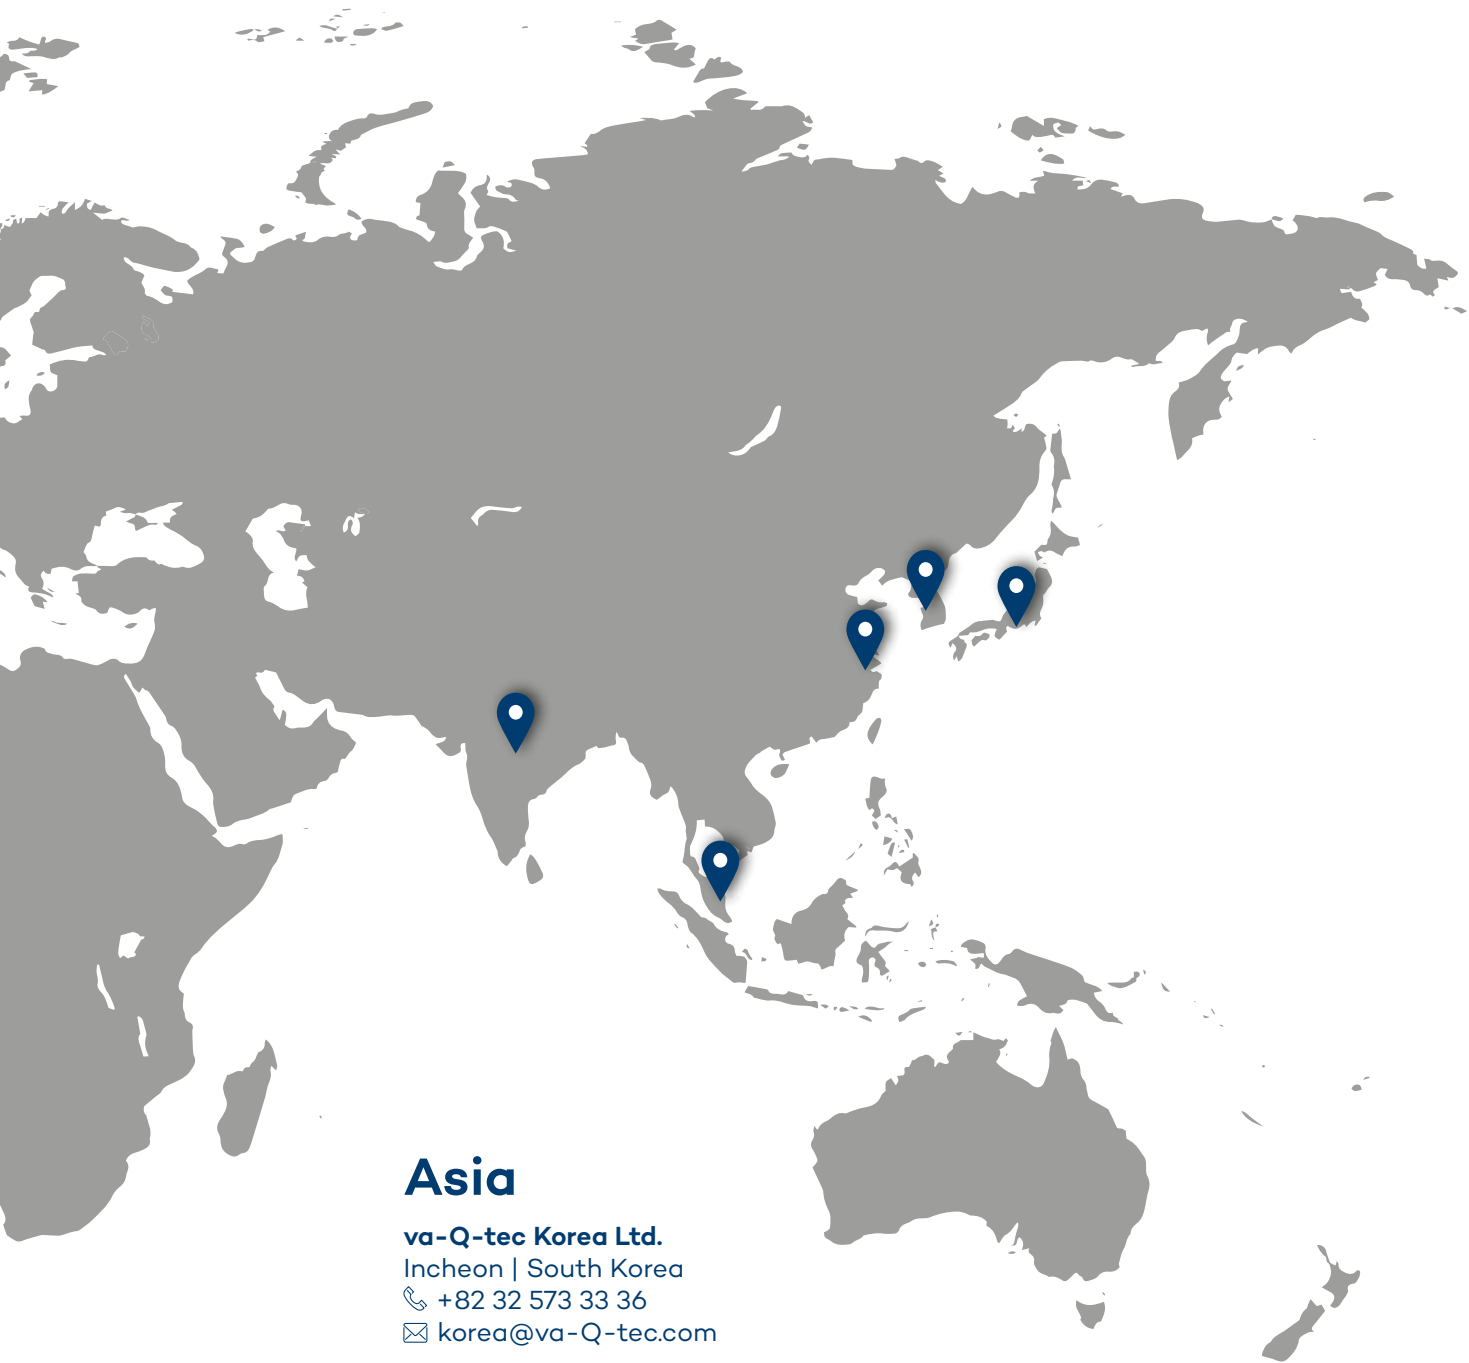 Asia
va-Q-tec Korea Ltd.
Incheon | South Korea
+82 32 573 33 36
korea@va-Q-tec.com